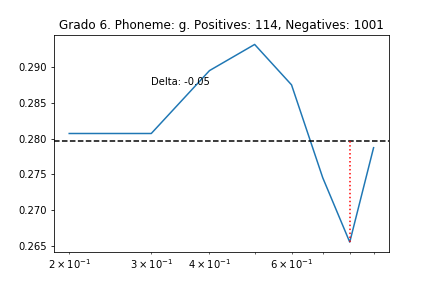 Grado 6. Phoneme: g. Positives: 114, Negatives: 1001
0.290
Delta: -0.05
0.285
0.280
0.275
0.270
0.265
2 × 10⁻¹ 3 × 10⁻¹ 4 × 10⁻¹ 6 × 10⁻¹